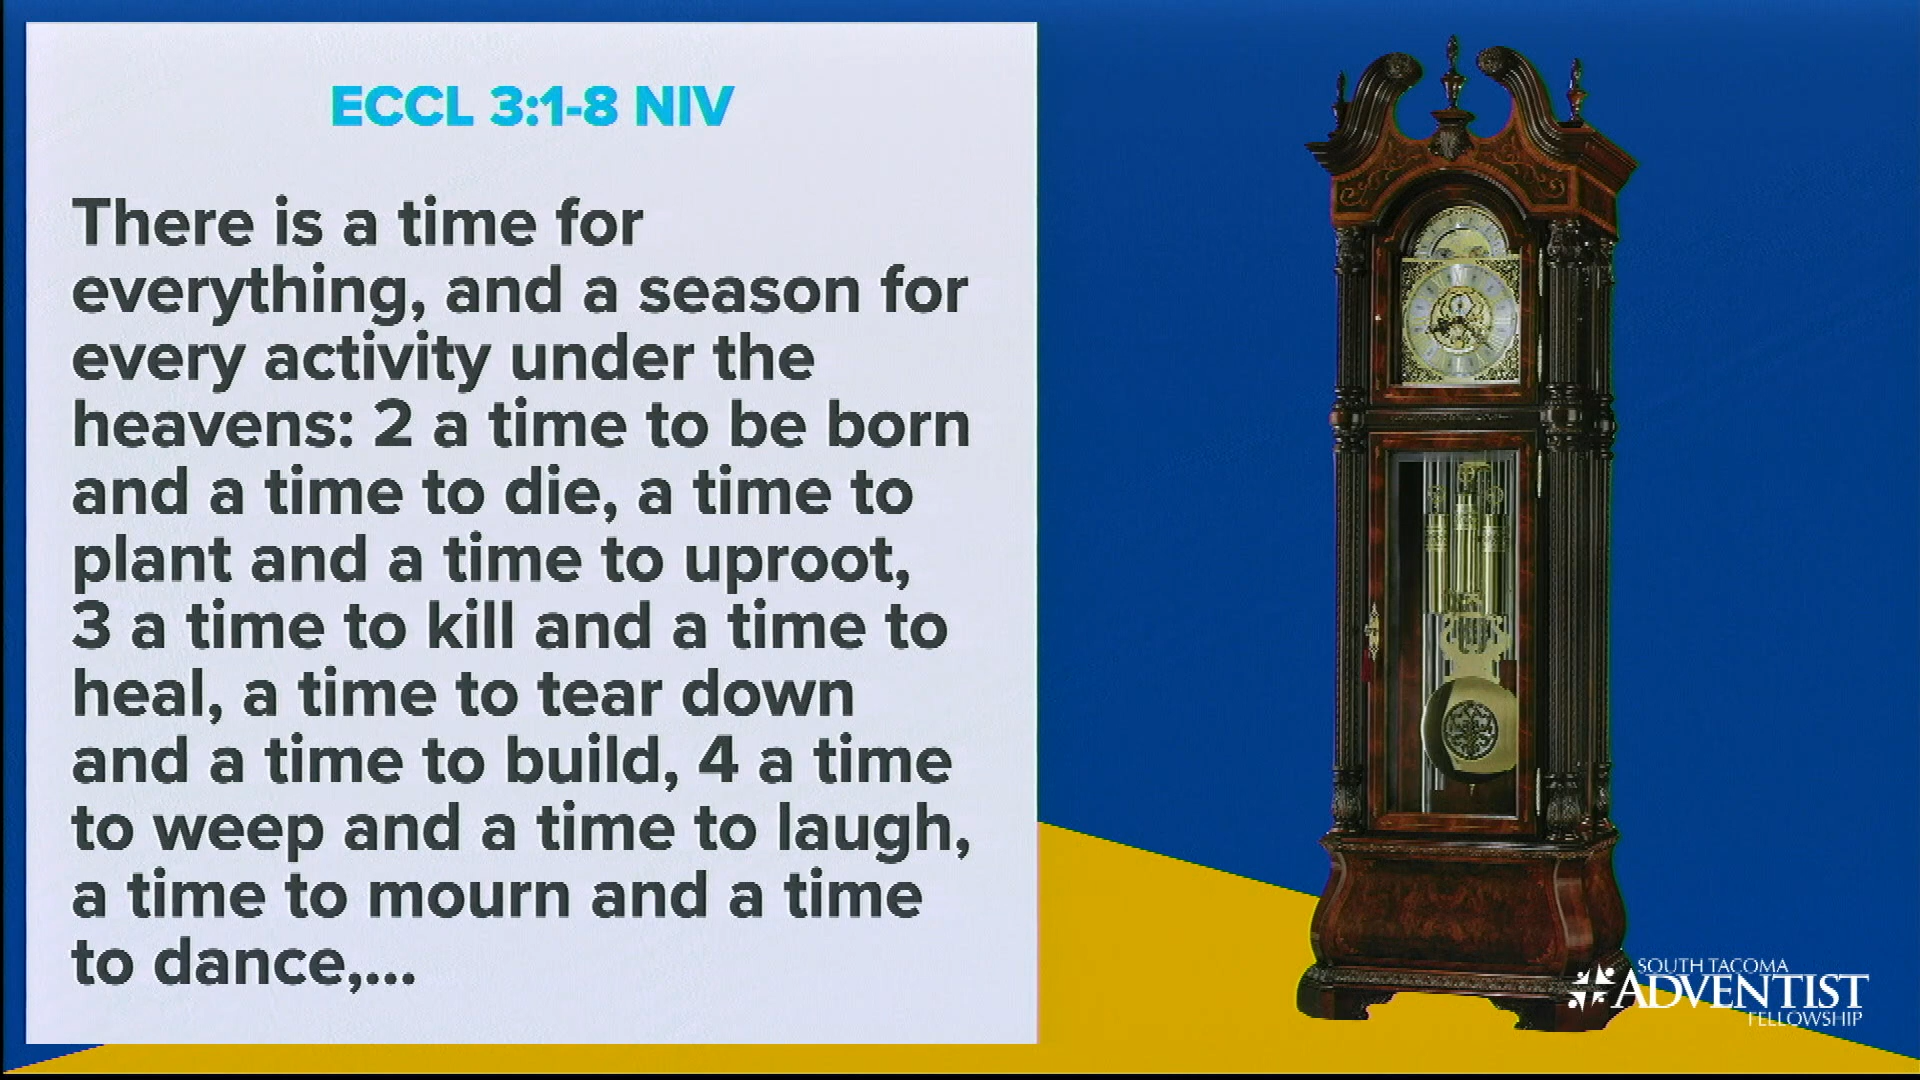 ECCL 3:1-8 NIV
There is a time for
everything, and a season for
every activity under the
heavens: 2 a time to be born
and a time to die, a time to
plant and a time to uproot,
3 a time to kill and a time to
heal, a time to tear down
and a time to build, 4 a time
to weep and a time to laugh,
a time to mourn and a time
to dance,...
SOUTH TACOMA
ADVENTIST
FELLOWSHIP